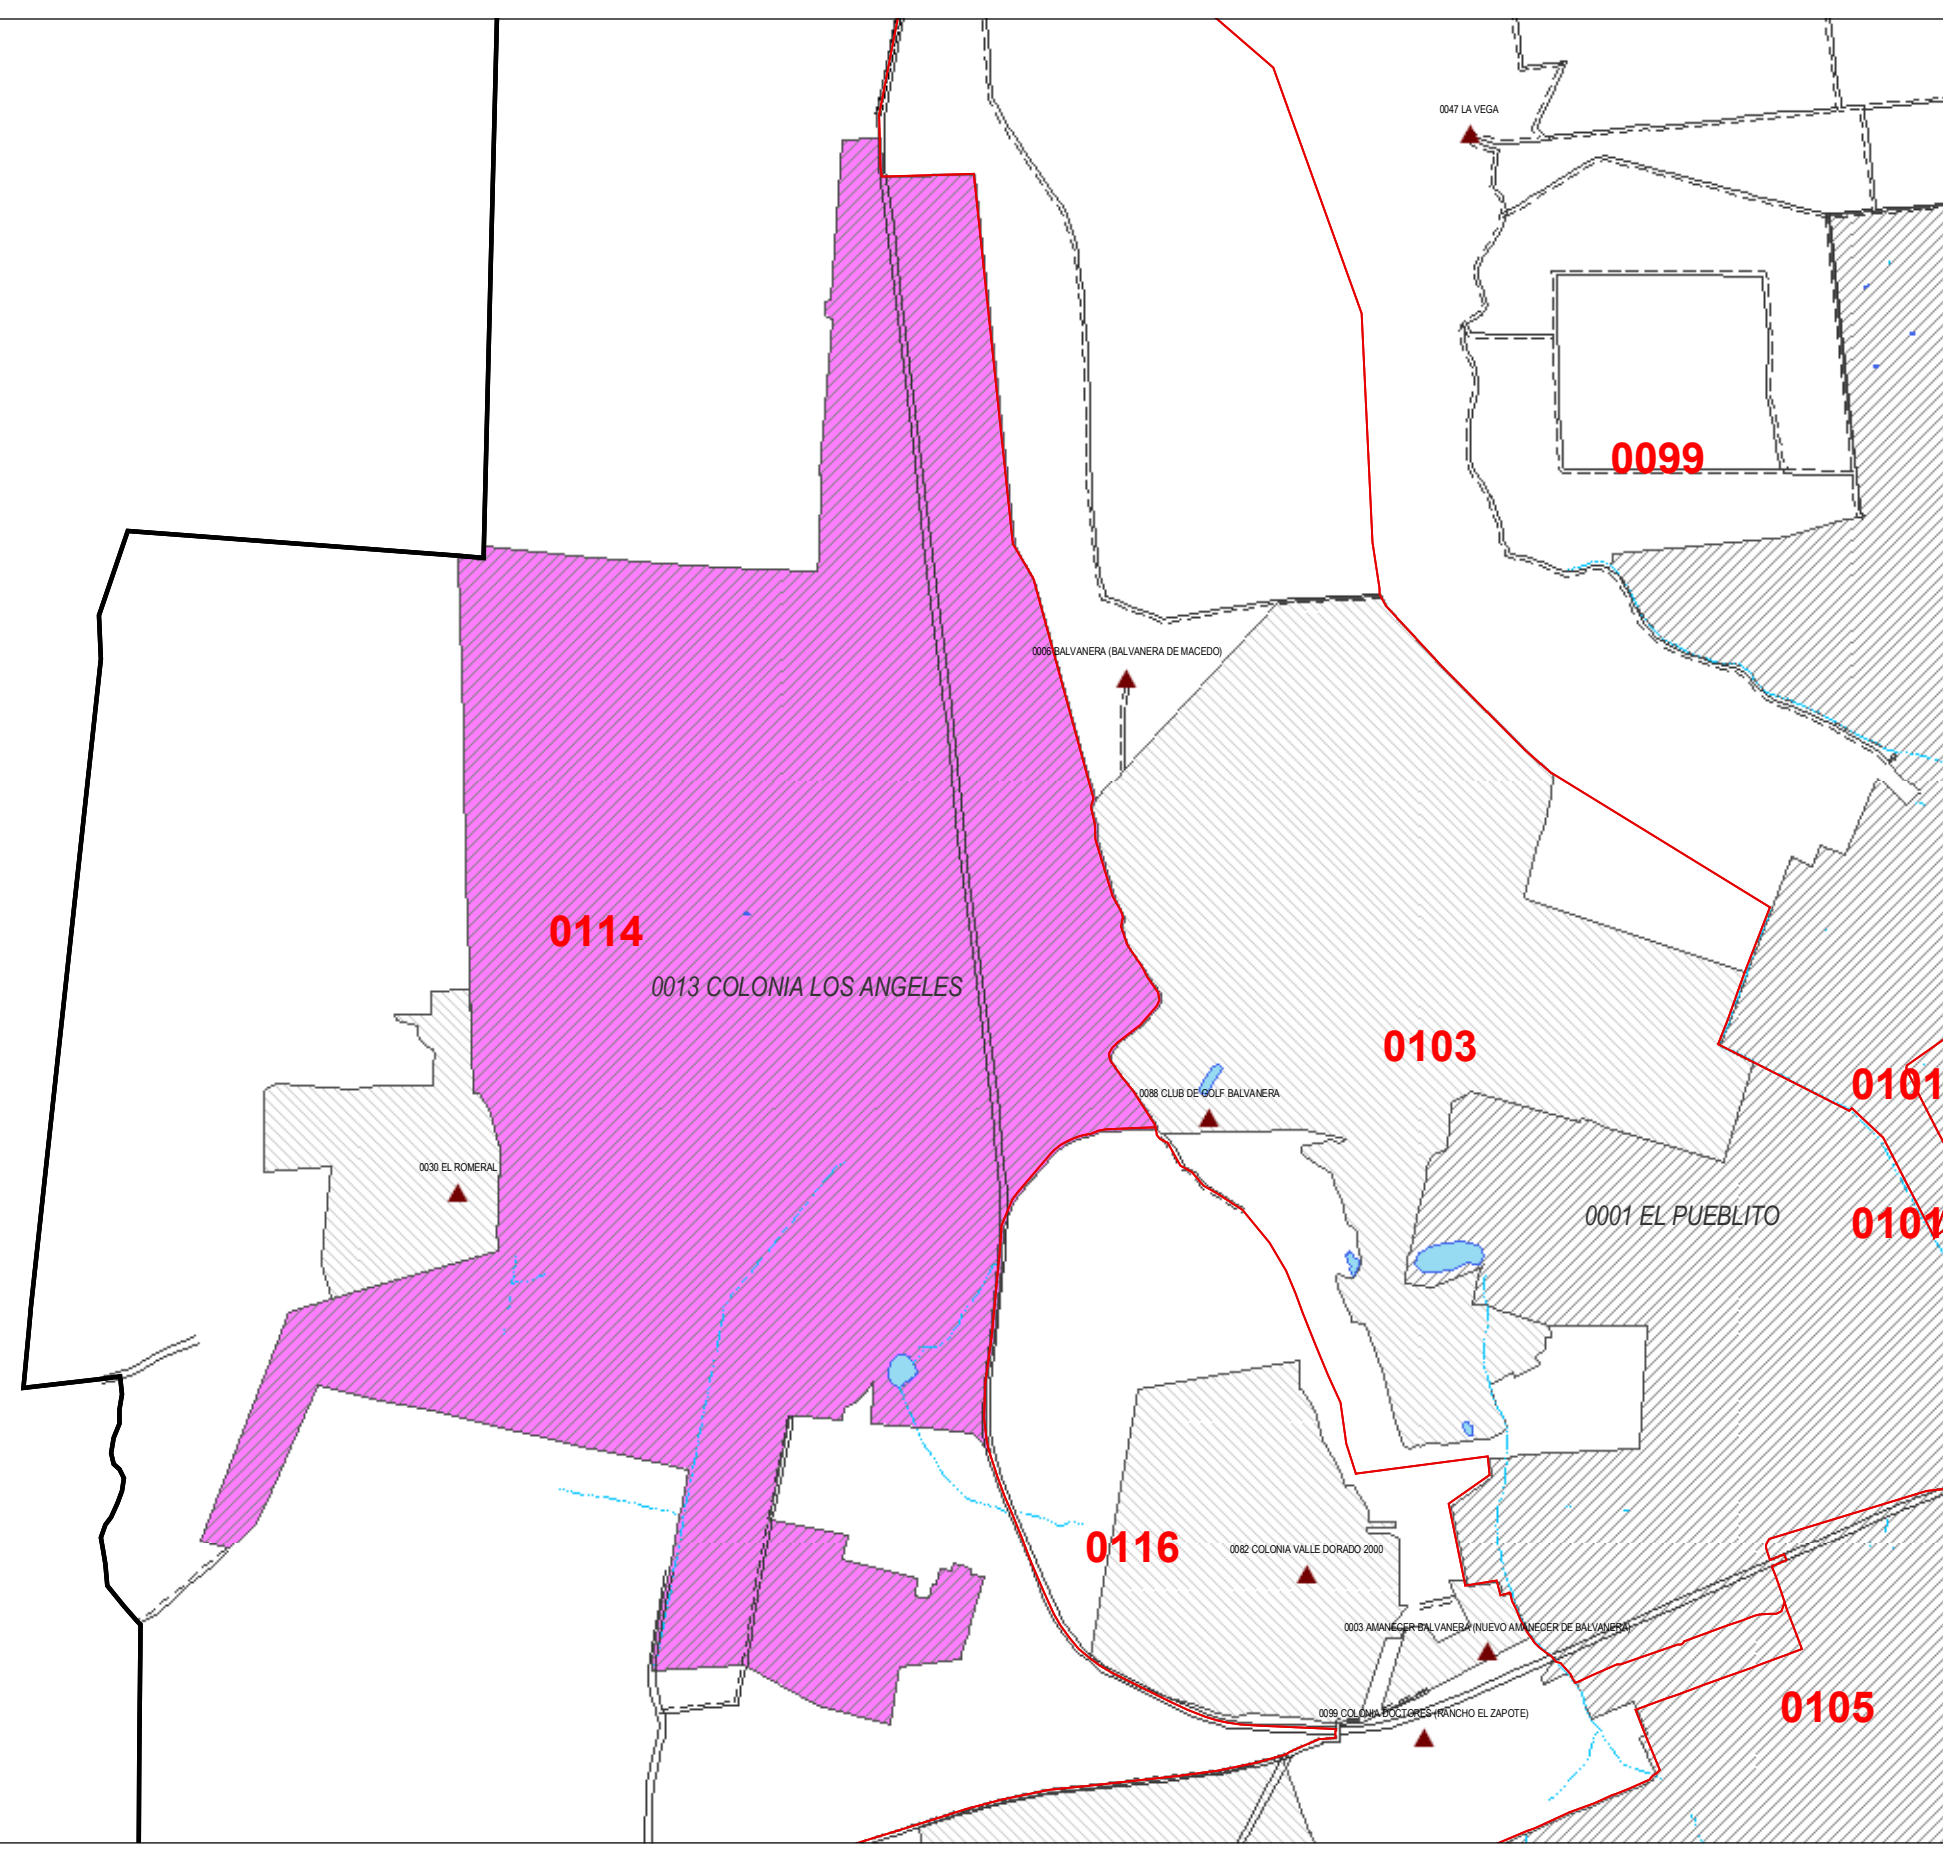 0047 LA VEGA
0099
0006 BALVANERA (BALVANERA DE MACEDO)
0114
0013 COLONIA LOS ANGELES
0103
0101
0088 CLUB DE GOLF BALVANERA
0030 EL ROMERAL
0001 EL PUEBLITO
0101
0116
0082 COLONIA VALLE DORADO 2000
0003 AMANECER BALVANERA (NUEVO AMANECER DE BALVANERA)
0105
0099 COLONIA DOCTORES (RANCHO EL ZAPOTE)